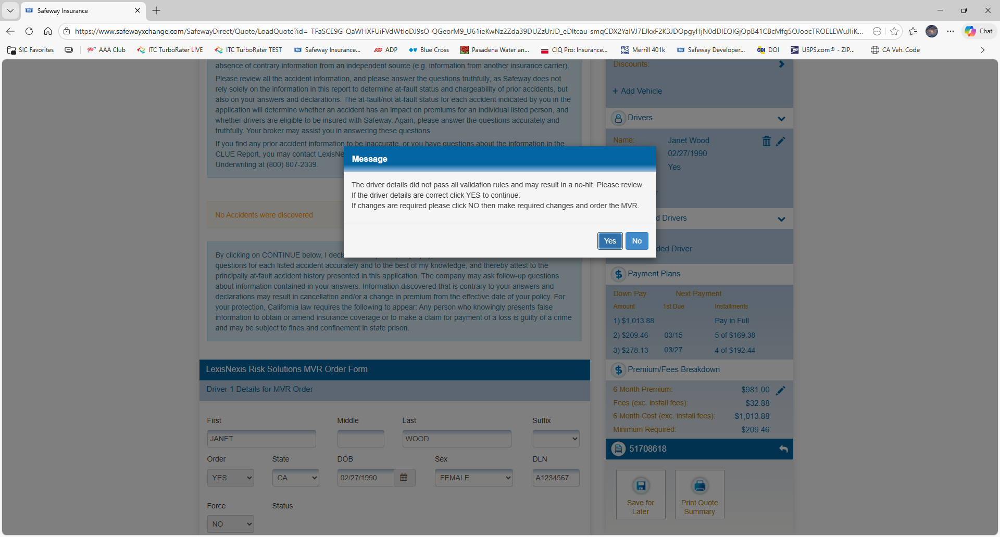 Safeway Insurance
https://www.safewayxchange.com/SafewayDirect/Quote/LoadQuote?id=-TFaSCE9G-QaWHXFUiFVdWtIoDJ9sO-QGeorM9_U61ieKwNz2Zda39DUZzUrJD_eDltcau-smqCDX2YaIVJ7EJkxF2K3JDOpgyHjN0dDIEQIGjOpB41CBcMfg5OJoocTROELEWuJIiK...
Chat
SIC Favorites
AAA Club
ITC TurboRater LIVE
ITC TurboRater TEST
Safeway Insurance...
ADP
Blue Cross
Pasadena Water an...
CIQ Pro: Insurance...
Merrill 401k
Safeway Developer...
CDI DOI
USPS.com® - ZIP...
CA Veh. Code
absence of contrary information from an independent source (e.g. information from another insurance carrier).
Please review all the accident information, and please answer the questions truthfully, as Safeway does not
rely solely on the information in this report to determine at-fault status and chargeability of prior accidents, but
also on your answers and declarations. The at-fault/not at-fault status for each accident indicated by you in the
application will determine whether an accident has an impact on premiums for an individual listed person, and
whether drivers are eligible to be insured with Safeway. Again, please answer the questions accurately and
truthfully. Your broker may assist you in answering these questions.
If you find any prior accident information to be inaccurate, or you have questions about the information in the
CLUE Report, you may contact LexisNe
Underwriting at (800) 807-2339.
No Accidents were discovered
By clicking on CONTINUE below, I decl
questions for each listed accident accurately and to the best of my knowledge, and thereby attest to the
principally at-fault accident history presented in this application. The company may ask follow-up questions
about information contained in your answers. Information discovered that is contrary to your answers and
declarations may result in cancellation and/or a change in premium from the effective date of your policy. For
your protection, California law requires the following to appear: Any person who knowingly presents false
information to obtain or amend insurance coverage or to make a claim for payment of a loss is guilty of a crime
and may be subject to fines and confinement in state prison.
Message
The driver details did not pass all validation rules and may result in a no-hit. Please review.
If the driver details are correct click YES to continue.
If changes are required please click NO then make required changes and order the MVR.
Yes
No
LexisNexis Risk Solutions MVR Order Form
Driver 1 Details for MVR Order
First Middle Last Suffix
JANET WOOD
Order State DOB Sex DLN
YES CA 02/27/1990 FEMALE A1234567
Force Status
NO
Discounts:
+ Add Vehicle
Drivers
Name: Janet Wood
02/27/1990
Yes
d Drivers
ded Driver
Payment Plans
Down Pay Next Payment
Amount 1st Due Installments
1) $1,013.88 Pay in Full
2) $209.46 03/15 5 of $169.38
3) $278.13 03/27 4 of $192.44
Premium/Fees Breakdown
6 Month Premium: $981.00
Fees (exc. install fees): $32.88
6 Month Cost (exc. install fees): $1,013.88
Minimum Required: $209.46
51708618
Save for
Later
Print Quote
Summary